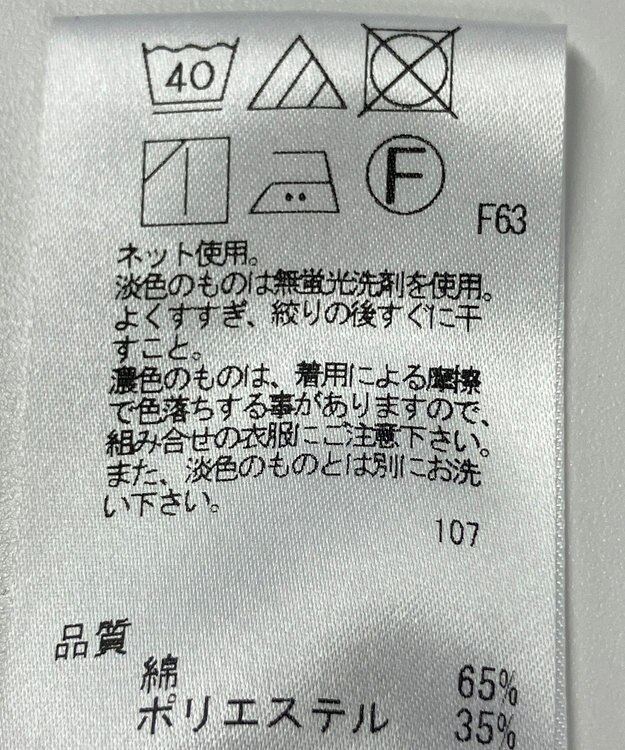 40
F
F63
ネット使用。
淡色のものは無蛍光洗剤を使用。
よくすすぎ、絞りの後すぐに干
すこと。
濃色のものは、着用による摩擦
で色落ちする事がありますので、
組み合せの衣服にご注意下さい。
また、淡色のものとは別にお洗
い下さい。
107
品質
綿 65%
ポリエステル 35%